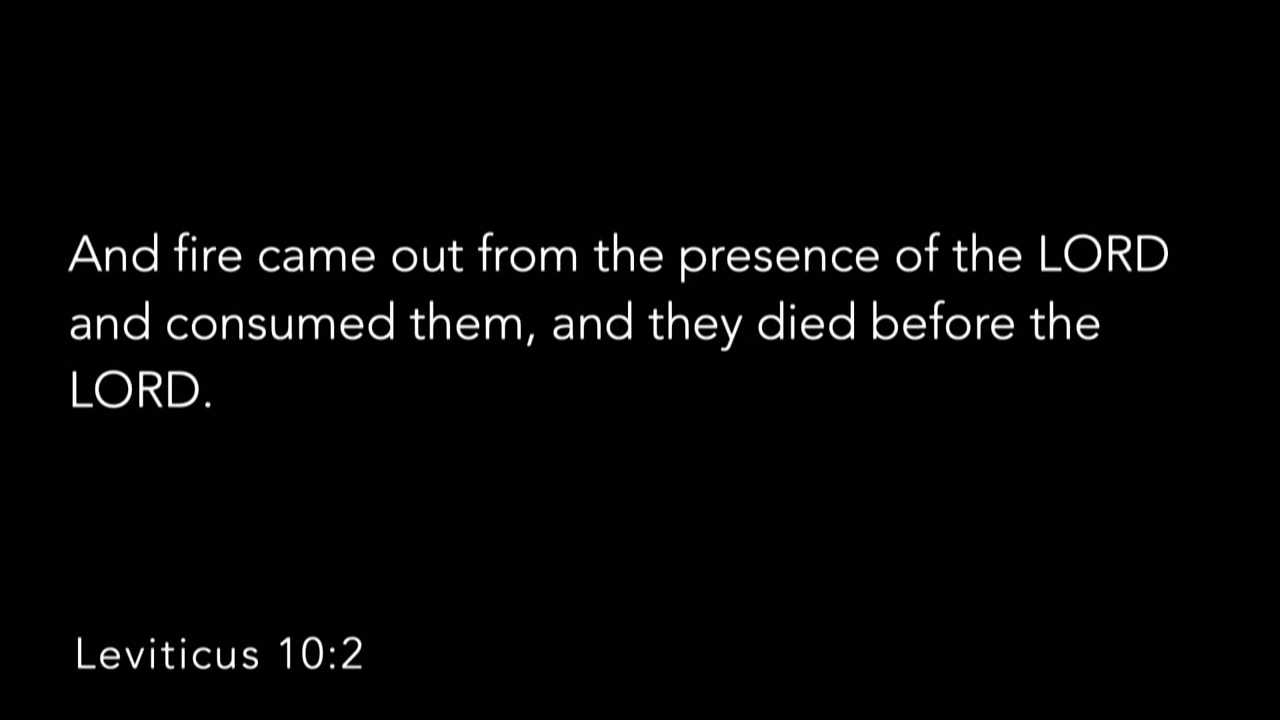 And fire came out from the presence of the LORD
and consumed them, and they died before the
LORD.
Leviticus 10:2